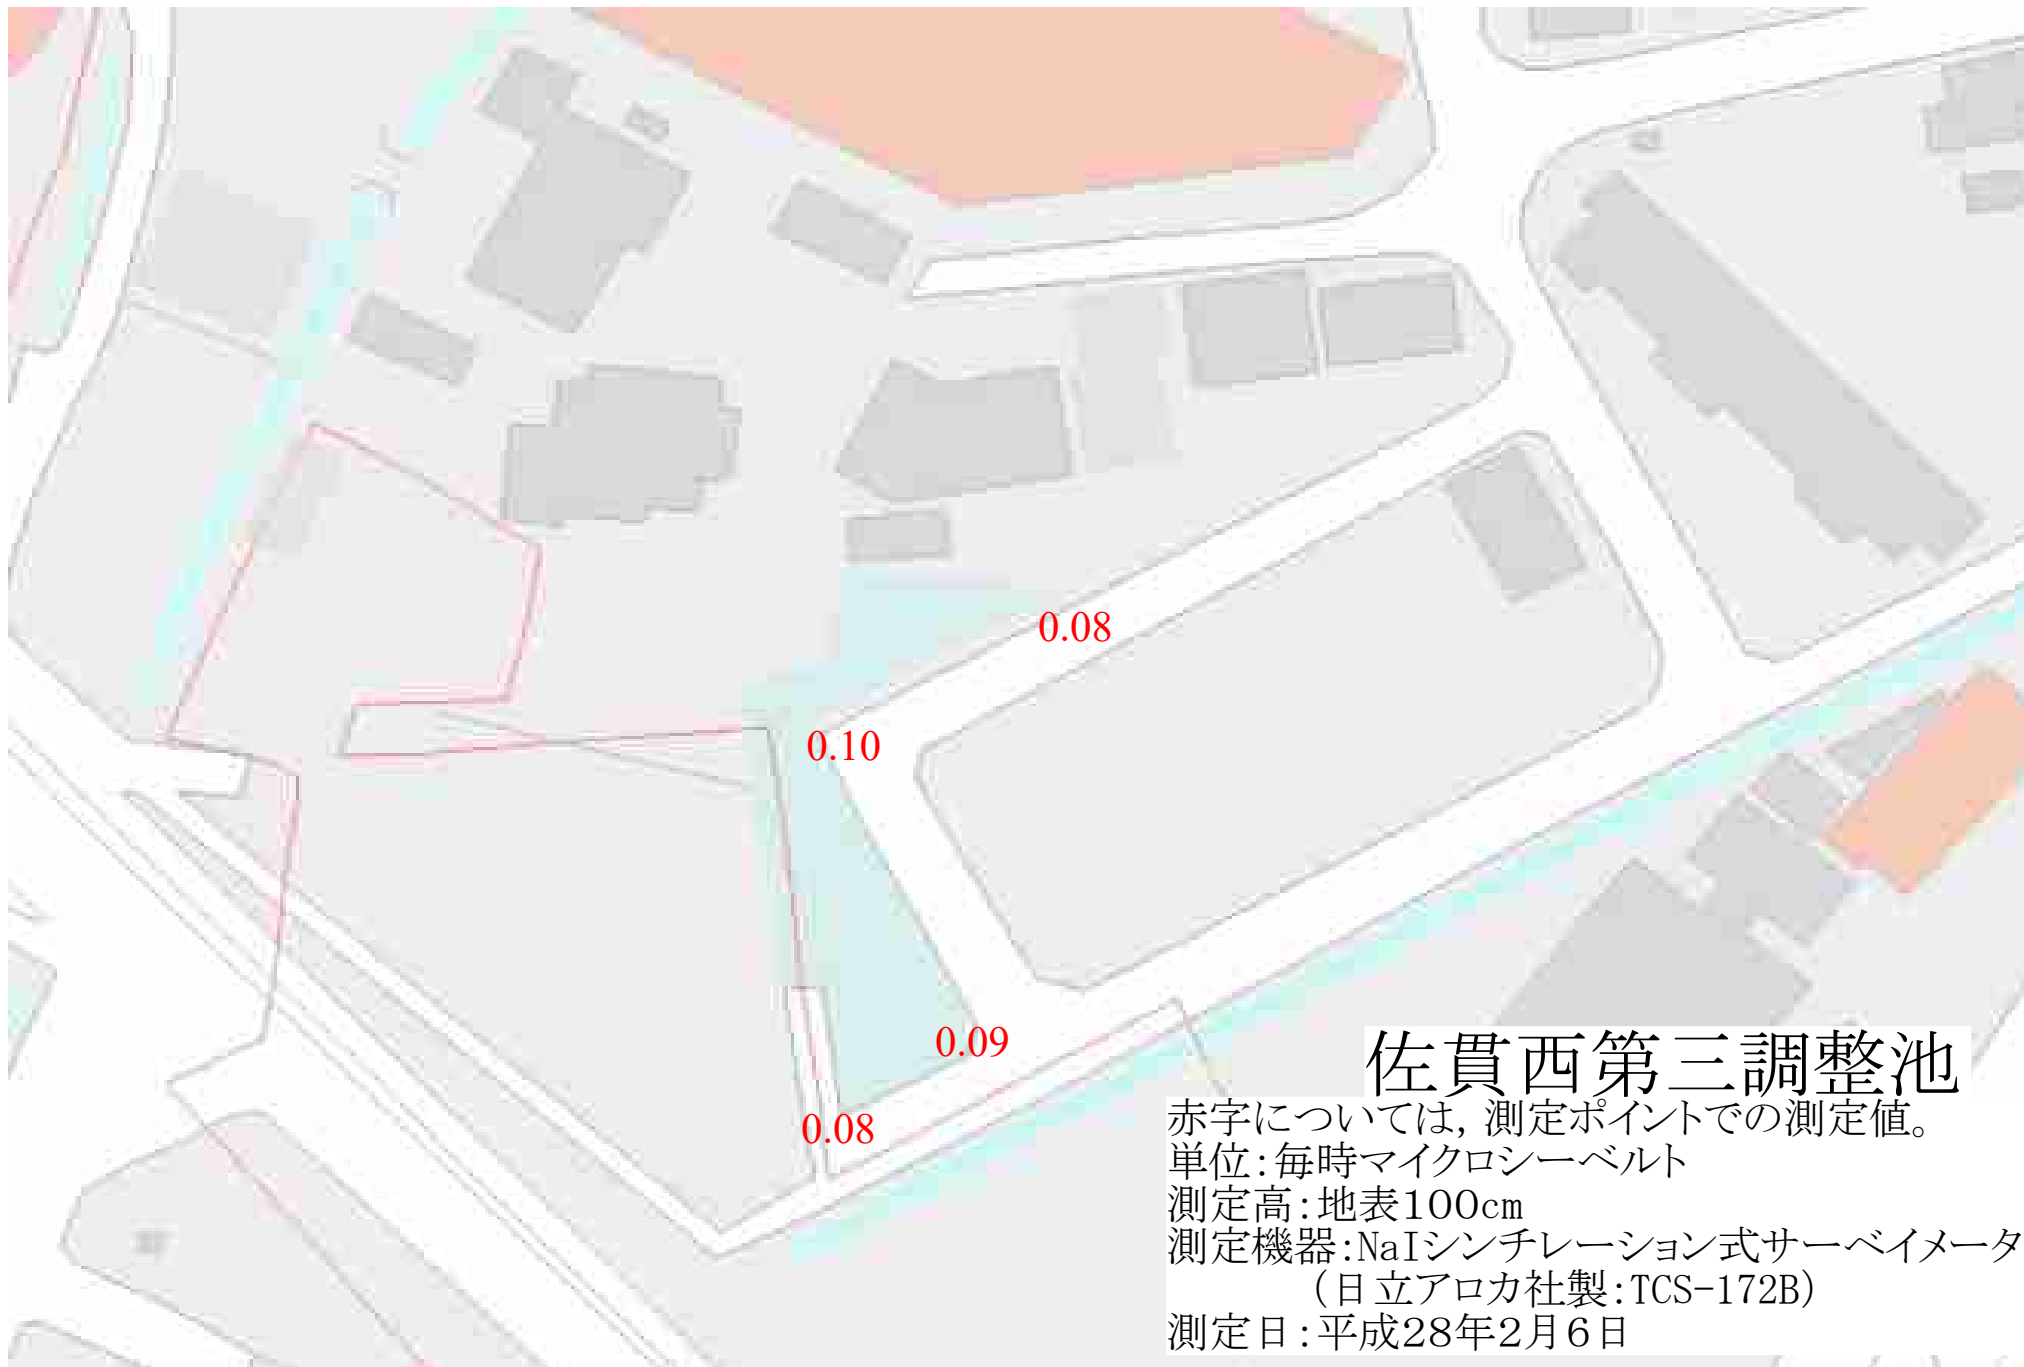 0.08
0.10
0.09
0.08
佐貫西第三調整池
赤字については，測定ポイントでの測定値。
単位：毎時マイクロシーベルト
測定高：地表100cm
測定機器：NaIシンチレーション式サーベイメータ
（日立アロカ社製：TCS-172B）
測定日：平成28年2月6日